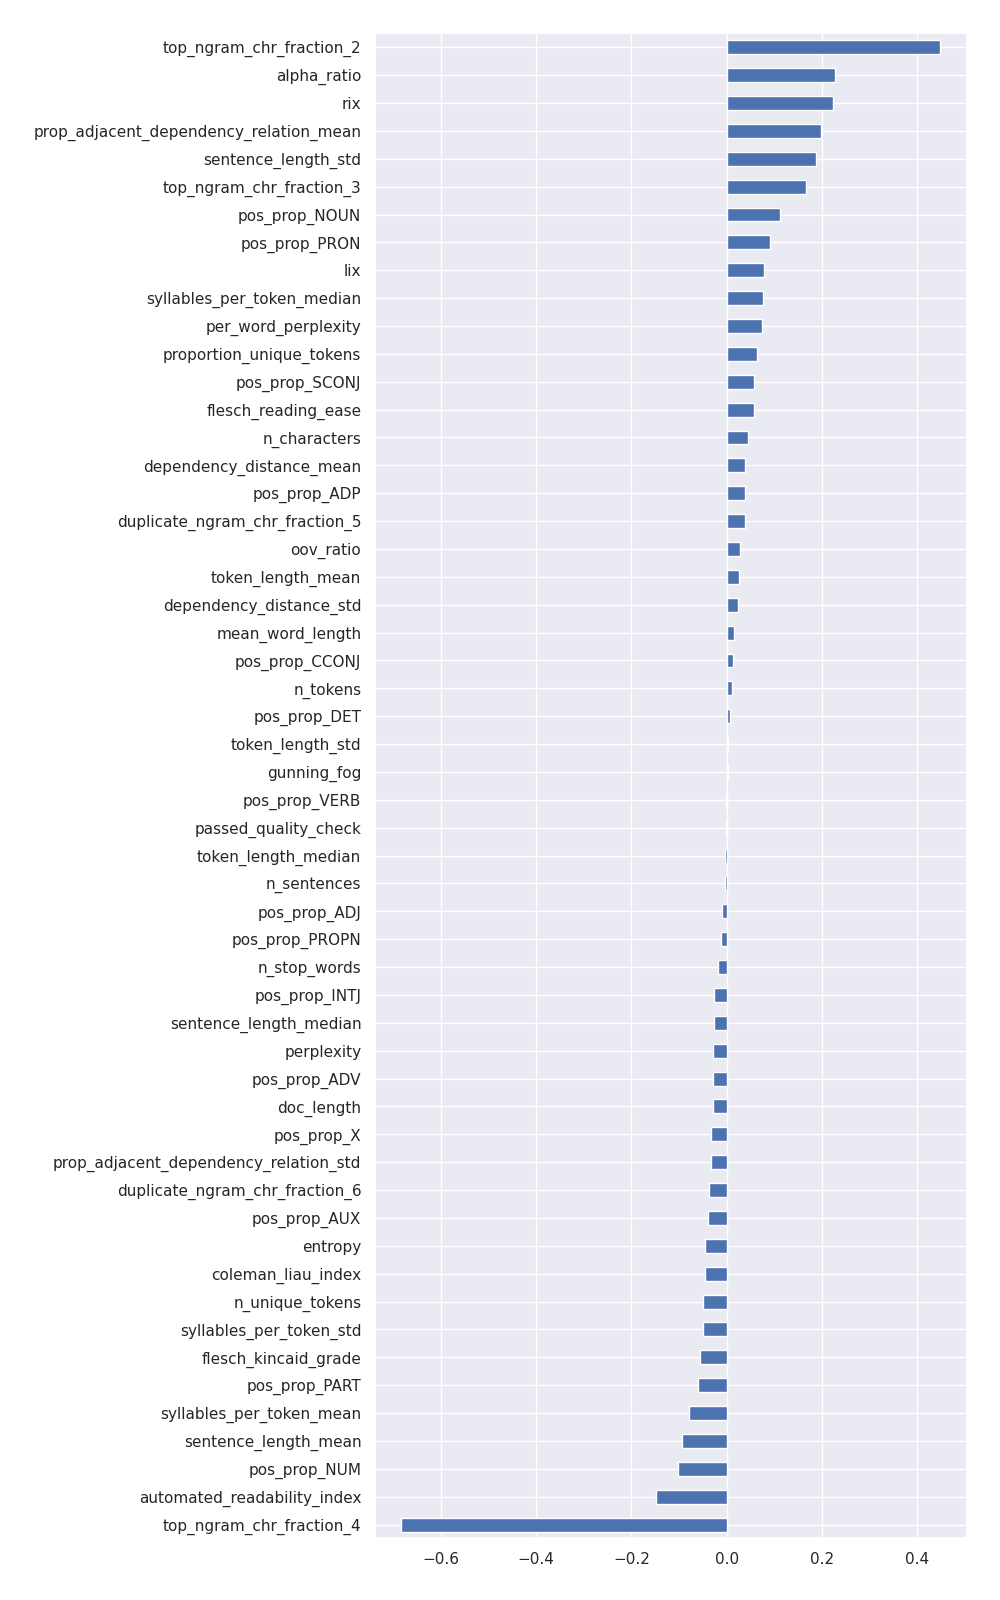 top_ngram_chr_fraction_2
alpha_ratio
rix
prop_adjacent_dependency_relation_mean
sentence_length_std
top_ngram_chr_fraction_3
pos_prop_NOUN
pos_prop_PRON
lix
syllables_per_token_median
per_word_perplexity
proportion_unique_tokens
pos_prop_SCONJ
flesch_reading_ease
n_characters
dependency_distance_mean
pos_prop_ADP
duplicate_ngram_chr_fraction_5
oov_ratio
token_length_mean
dependency_distance_std
mean_word_length
pos_prop_CCONJ
n_tokens
pos_prop_DET
token_length_std
gunning_fog
pos_prop_VERB
passed_quality_check
token_length_median
n_sentences
pos_prop_ADJ
pos_prop_PROPN
n_stop_words
pos_prop_INTJ
sentence_length_median
perplexity
pos_prop_ADV
doc_length
pos_prop_X
prop_adjacent_dependency_relation_std
duplicate_ngram_chr_fraction_6
pos_prop_AUX
entropy
coleman_liau_index
n_unique_tokens
syllables_per_token_std
flesch_kincaid_grade
pos_prop_PART
syllables_per_token_mean
sentence_length_mean
pos_prop_NUM
automated_readability_index
top_ngram_chr_fraction_4
−0.6 −0.4 −0.2 0.0 0.2 0.4